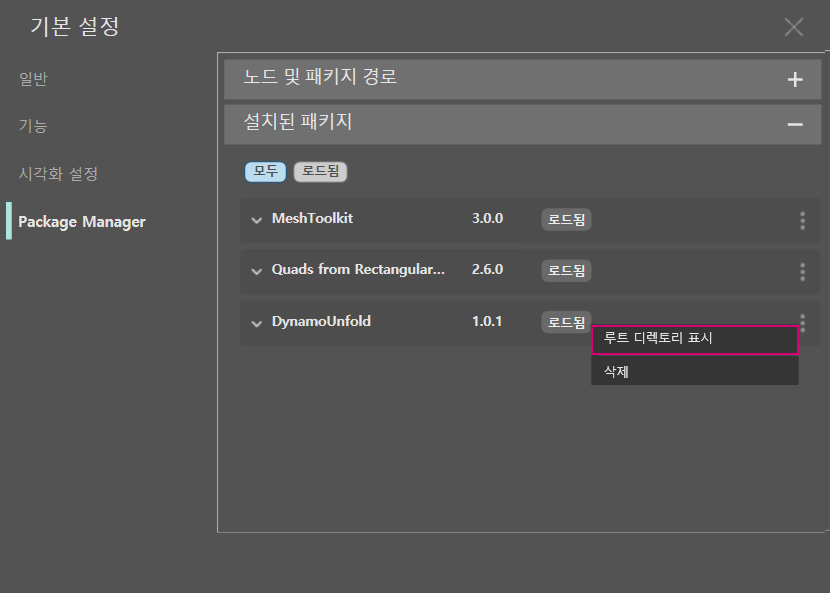 기본 설정
일반
기능
시각화 설정
Package Manager
노드 및 패키지 경로
설치된 패키지
모두 로드됨
MeshToolkit 3.0.0 로드됨
Quads from Rectangular... 2.6.0 로드됨
DynamoUnfold 1.0.1 로드됨
루트 디렉토리 표시
삭제